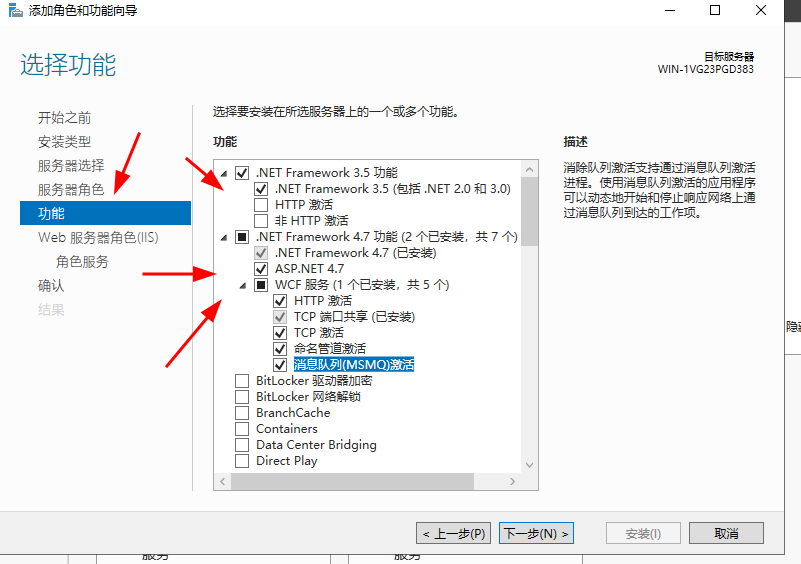 添加角色和功能向导
选择功能
目标服务器
WIN-1VG23PGD383
开始之前
安装类型
服务器选择
服务器角色
功能
Web 服务器角色(IIS)
角色服务
确认
结果
选择要安装在所选服务器上的一个或多个功能。
功能
.NET Framework 3.5 功能
.NET Framework 3.5 (包括 .NET 2.0 和 3.0)
HTTP 激活
非 HTTP 激活
.NET Framework 4.7 功能 (2 个已安装，共 7 个)
.NET Framework 4.7 (已安装)
ASP.NET 4.7
WCF 服务 (1 个已安装，共 5 个)
HTTP 激活
TCP 端口共享 (已安装)
TCP 激活
命名管道激活
消息队列(MSMQ)激活
BitLocker 驱动器加密
BitLocker 网络解锁
BranchCache
Containers
Data Center Bridging
Direct Play
描述
消除队列激活支持通过消息队列激活
进程。使用消息队列激活的应用程序
可以动态地开始和停止响应网络上通
过消息队列到达的工作项。
< 上一步(P)
下一步(N) >
安装(I)
取消
服务
服务